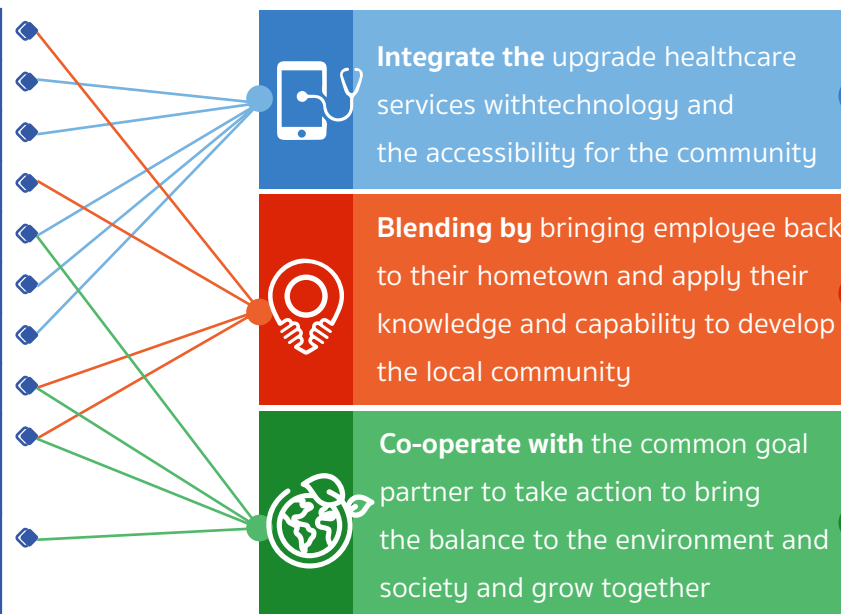 Integrate the upgrade healthcare
services withtechnology and
the accessibility for the community
Blending by bringing employee back
to their hometown and apply their
knowledge and capability to develop
the local community
Co-operate with the common goal
partner to take action to bring
the balance to the environment and
society and grow together